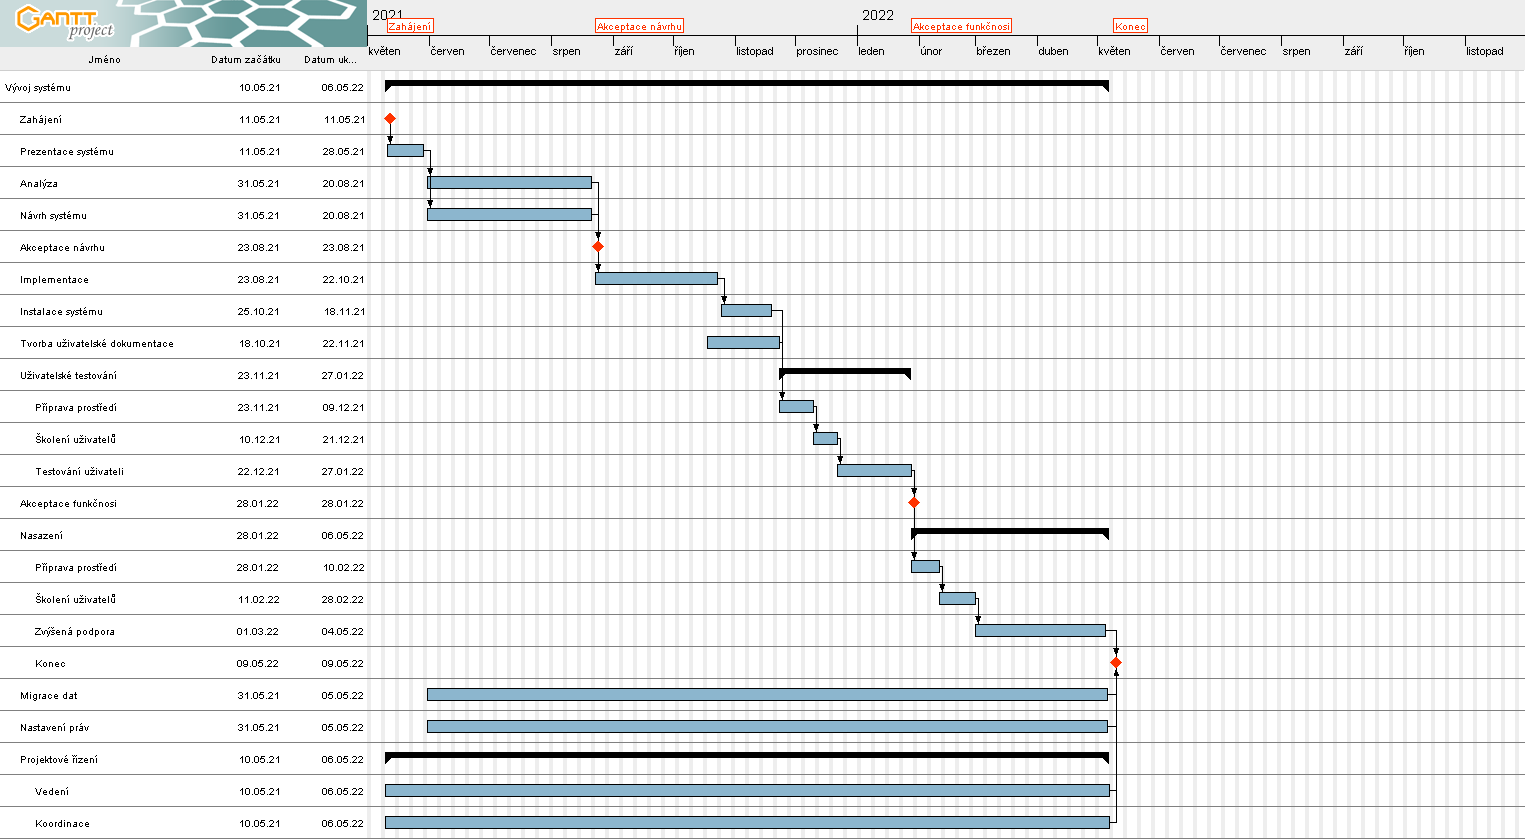 GANTT
project
2021
2022
Zahájení
Akceptace návrhu
Akceptace funkčnosi
Konec
květen červen červenec srpen září říjen listopad prosinec leden únor březen duben květen červen červenec srpen září říjen listopad
Jméno Datum začátku Datum uk...
Vývoj systému 10.05.21 06.05.22
Zahájení 11.05.21 11.05.21
Prezentace systému 11.05.21 28.05.21
Analýza 31.05.21 20.08.21
Návrh systému 31.05.21 20.08.21
Akceptace návrhu 23.08.21 23.08.21
Implementace 23.08.21 22.10.21
Instalace systému 25.10.21 18.11.21
Tvorba uživatelské dokumentace 18.10.21 22.11.21
Uživatelské testování 23.11.21 27.01.22
Příprava prostředí 23.11.21 09.12.21
Školení uživatelů 10.12.21 21.12.21
Testování uživateli 22.12.21 27.01.22
Akceptace funkčnosi 28.01.22 28.01.22
Nasazení 28.01.22 06.05.22
Příprava prostředí 28.01.22 10.02.22
Školení uživatelů 11.02.22 28.02.22
Zvýšená podpora 01.03.22 04.05.22
Konec 09.05.22 09.05.22
Migrace dat 31.05.21 05.05.22
Nastavení práv 31.05.21 05.05.22
Projektové řízení 10.05.21 06.05.22
Vedení 10.05.21 06.05.22
Koordinace 10.05.21 06.05.22